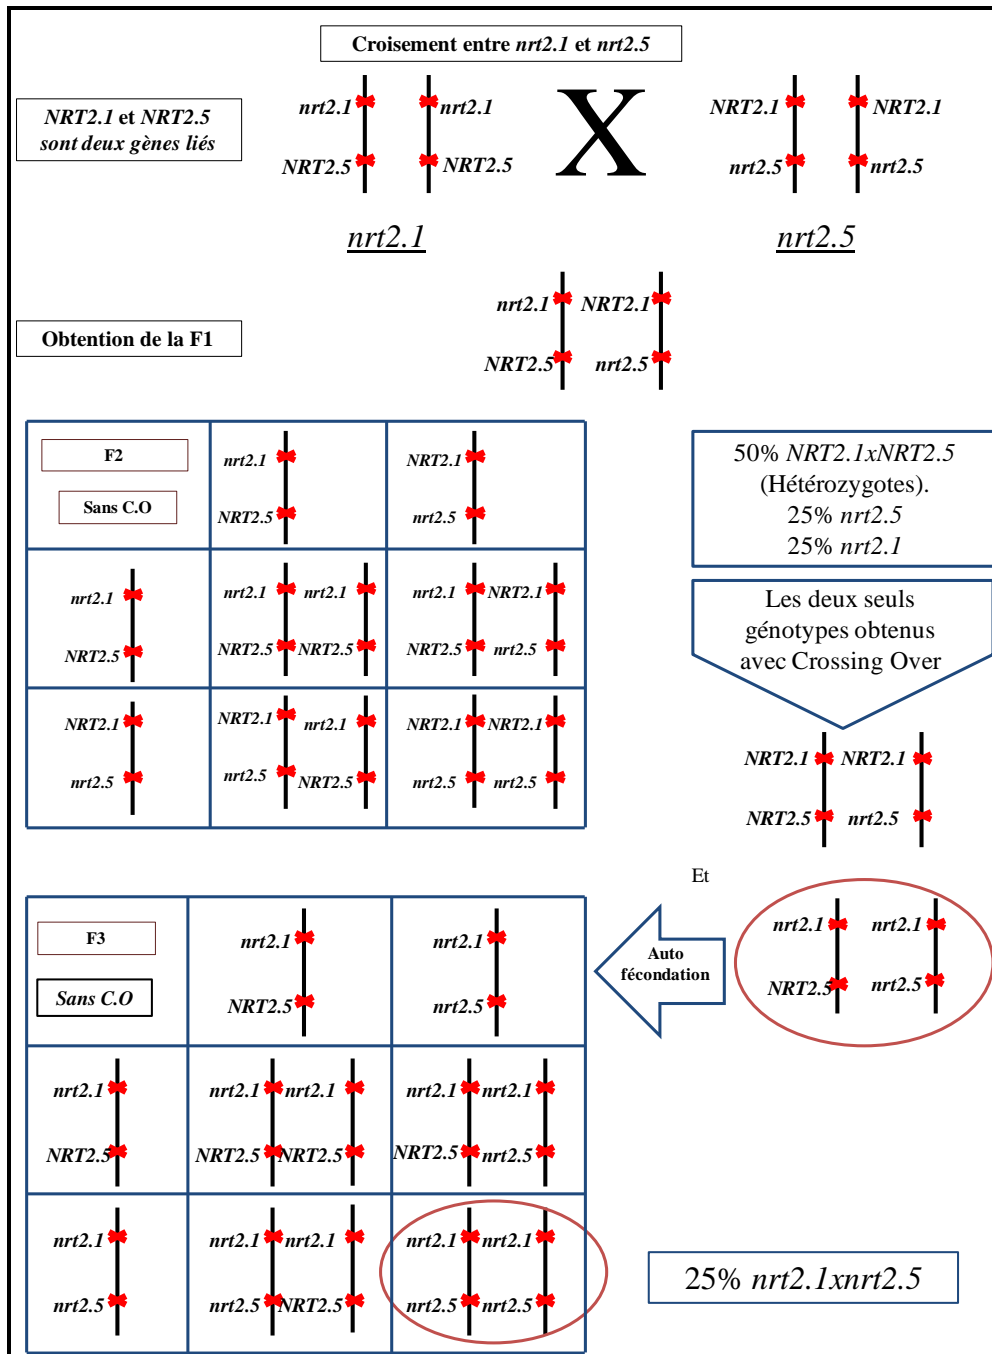 Croisement entre nrt2.1 et nrt2.5
NRT2.1 et NRT2.5
sont deux gènes liés
nrt2.1 nrt2.1
NRT2.5 NRT2.5
X
NRT2.1 NRT2.1
nrt2.5 nrt2.5
nrt2.1 nrt2.5
Obtention de la F1
nrt2.1 NRT2.1
NRT2.5 nrt2.5
F2
Sans C.O
nrt2.1 NRT2.1
NRT2.5 nrt2.5
nrt2.1 nrt2.1 nrt2.1 nrt2.1 NRT2.1
NRT2.5 NRT2.5 NRT2.5 NRT2.5 nrt2.5
NRT2.1 NRT2.1 nrt2.1 NRT2.1 NRT2.1
nrt2.5 nrt2.5 NRT2.5 nrt2.5 nrt2.5
50% NRT2.1xNRT2.5
(Hétérozygotes).
25% nrt2.5
25% nrt2.1
Les deux seuls
génotypes obtenus
avec Crossing Over
NRT2.1 NRT2.1
NRT2.5 nrt2.5
Et
nrt2.1 nrt2.1
NRT2.5 nrt2.5
Auto
fécondation
F3
Sans C.O
nrt2.1 nrt2.1
NRT2.5 nrt2.5
nrt2.1 nrt2.1 nrt2.1 nrt2.1 nrt2.1
NRT2.5 NRT2.5 NRT2.5 NRT2.5 nrt2.5
nrt2.1 nrt2.1 nrt2.1 nrt2.1 nrt2.1
nrt2.5 nrt2.5 NRT2.5 nrt2.5 nrt2.5
25% nrt2.1xnrt2.5